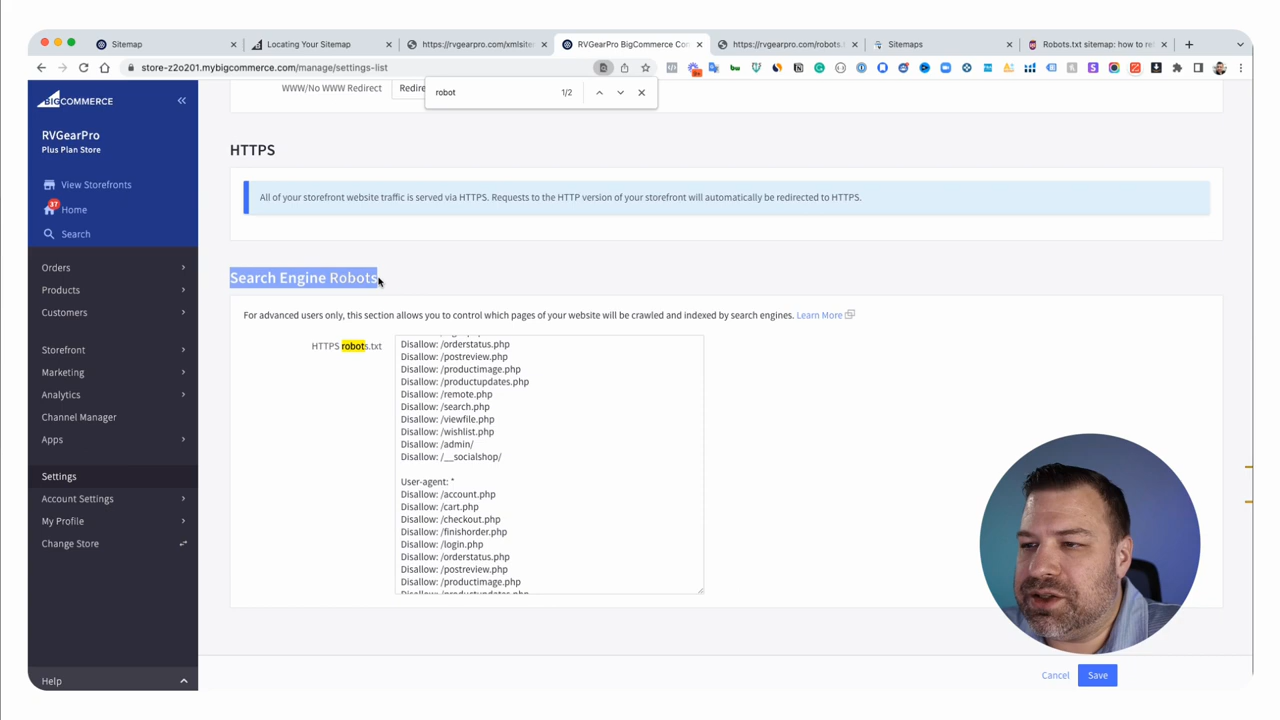 Sitemap
Locating Your Sitemap
https://rvgearpro.com/xmlsite
RVGearPro BigCommerce Con
https://rvgearpro.com/robots.
Sitemaps
Robots.txt sitemap: how to re
store-z2o201.mybigcommerce.com/manage/settings-list
robot
1/2
BIGCOMMERCE
RVGearPro
Plus Plan Store
View Storefronts
37
Home
Search
Orders
Products
Customers
Storefront
Marketing
Analytics
Channel Manager
Apps
Settings
Account Settings
My Profile
Change Store
Help
WWW/No WWW Redirect
Redire
HTTPS
All of your storefront website traffic is served via HTTPS. Requests to the HTTP version of your storefront will automatically be redirected to HTTPS.
Search Engine Robots
For advanced users only, this section allows you to control which pages of your website will be crawled and indexed by search engines. Learn More
HTTPS robots.txt
Disallow: /orderstatus.php
Disallow: /postreview.php
Disallow: /productimage.php
Disallow: /productupdates.php
Disallow: /remote.php
Disallow: /search.php
Disallow: /viewfile.php
Disallow: /wishlist.php
Disallow: /admin/
Disallow: /__socialshop/
User-agent: *
Disallow: /account.php
Disallow: /cart.php
Disallow: /checkout.php
Disallow: /finishorder.php
Disallow: /login.php
Disallow: /orderstatus.php
Disallow: /postreview.php
Disallow: /productimage.php
Disallow: /productupdates.php
Cancel
Save